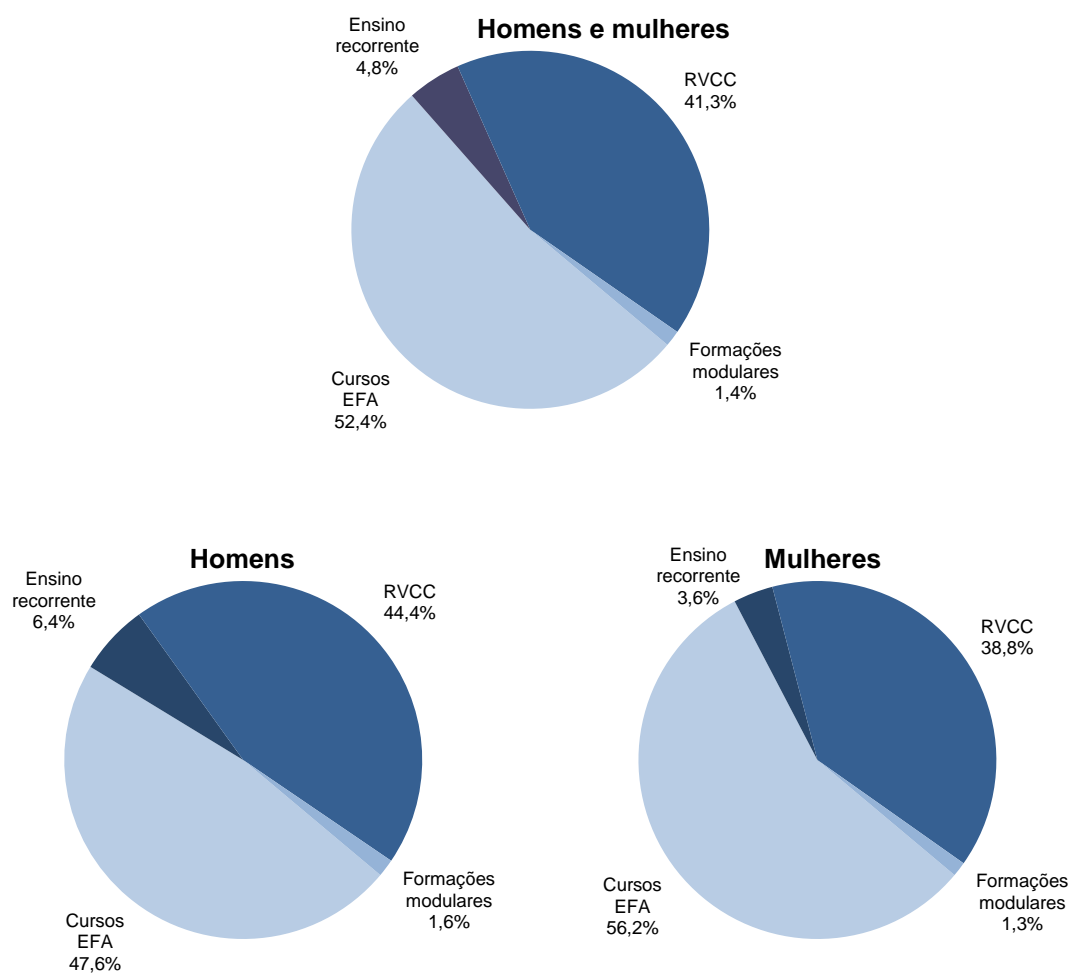 Homens e mulheres
Ensino
recorrente
4,8%
RVCC
41,3%
Formações
modulares
1,4%
Cursos
EFA
52,4%
Homens
Ensino
recorrente
6,4%
RVCC
44,4%
Formações
modulares
1,6%
Cursos
EFA
47,6%
Mulheres
Ensino
recorrente
3,6%
RVCC
38,8%
Formações
modulares
1,3%
Cursos
EFA
56,2%